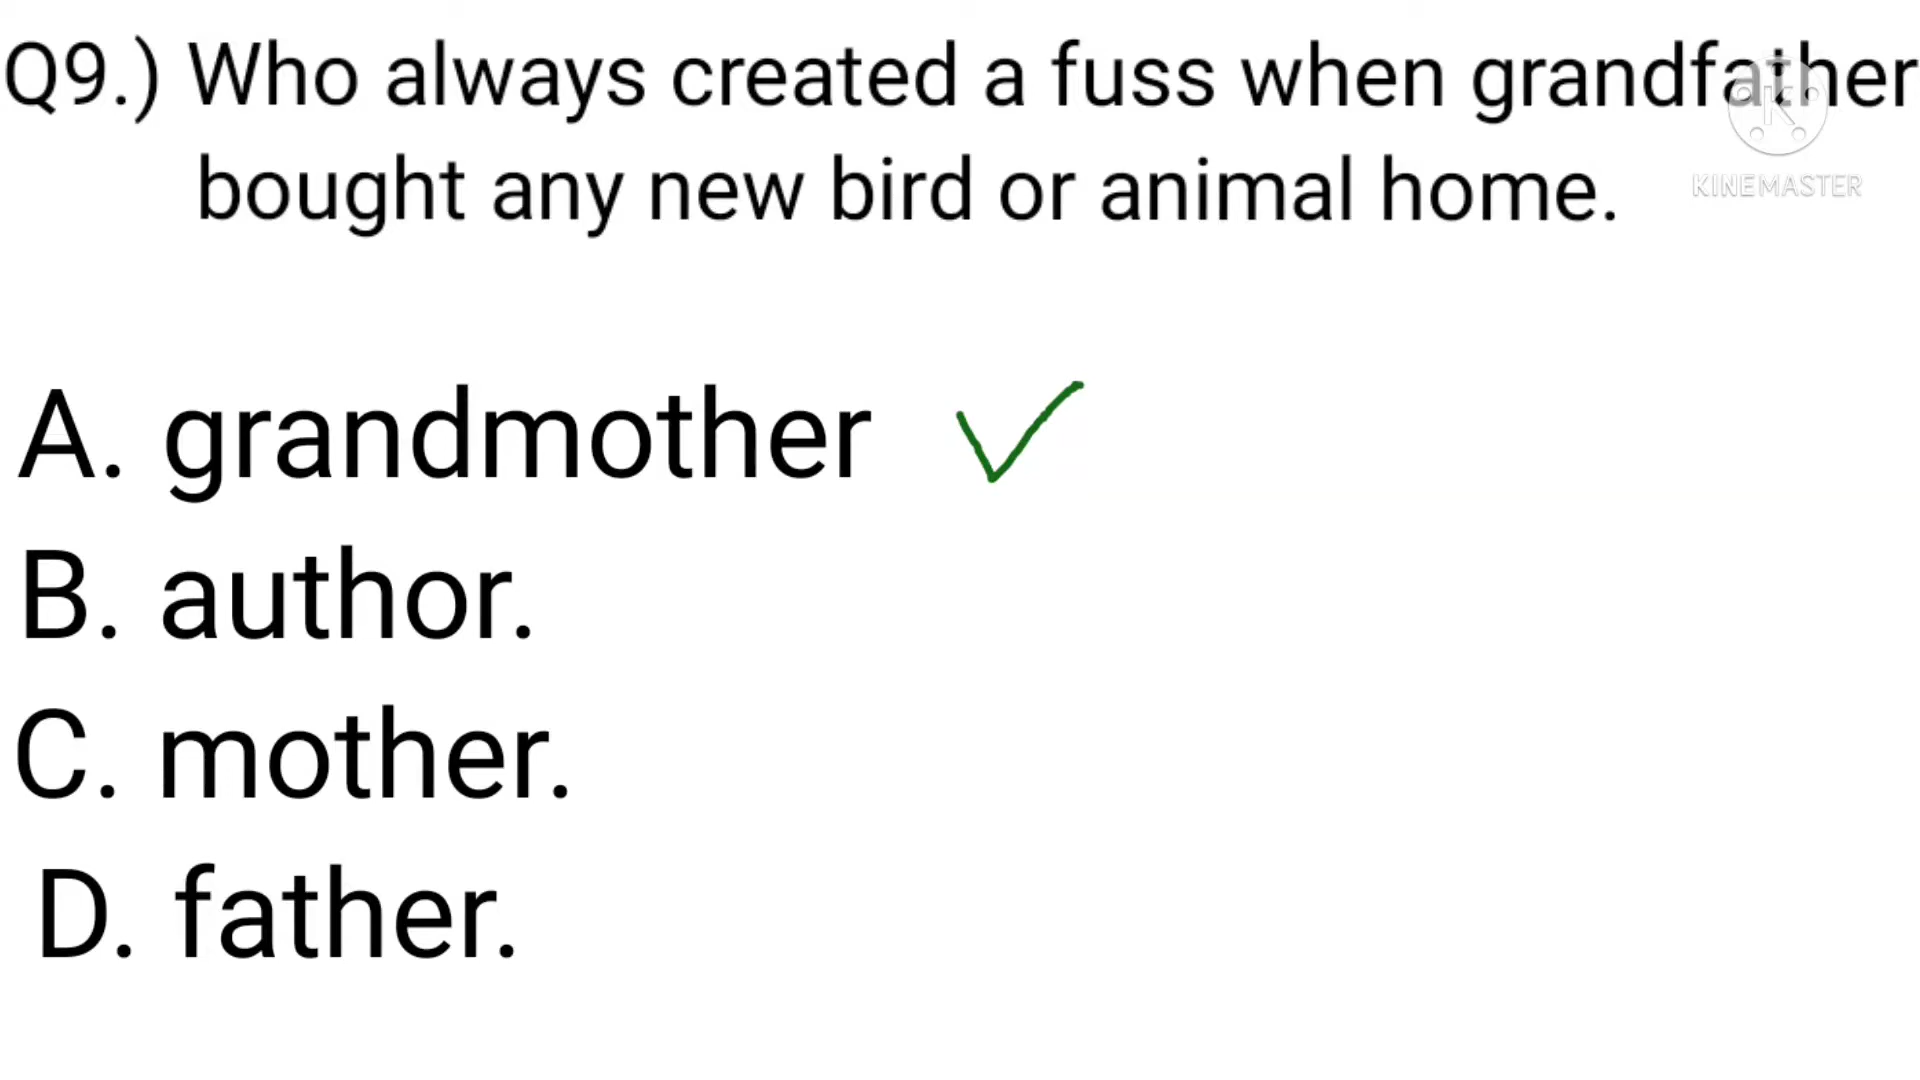 Q9.) Who always created a fuss when grandfather
bought any new bird or animal home.
KINEMASTER
A. grandmother
B. author.
C. mother.
D. father.